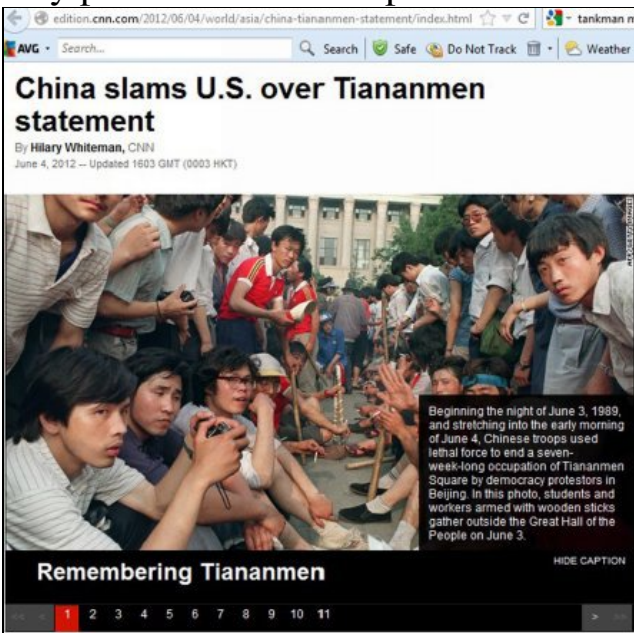 edition.cnn.com/2012/06/04/world/asia/china-tiananmen-statement/index.html
tankman m
AVG
Search...
Search
Safe
Do Not Track
Weather
China slams U.S. over Tiananmen
statement
By Hilary Whiteman, CNN
June 4, 2012 -- Updated 1603 GMT (0003 HKT)
Beginning the night of June 3, 1989,
and stretching into the early morning
of June 4, Chinese troops used
lethal force to end a seven-
week-long occupation of Tiananmen
Square by democracy protestors in
Beijing. In this photo, students and
workers armed with wooden sticks
gather outside the Great Hall of the
People on June 3.
HIDE CAPTION
Remembering Tiananmen
<< < 1 2 3 4 5 6 7 8 9 10 11 > >>